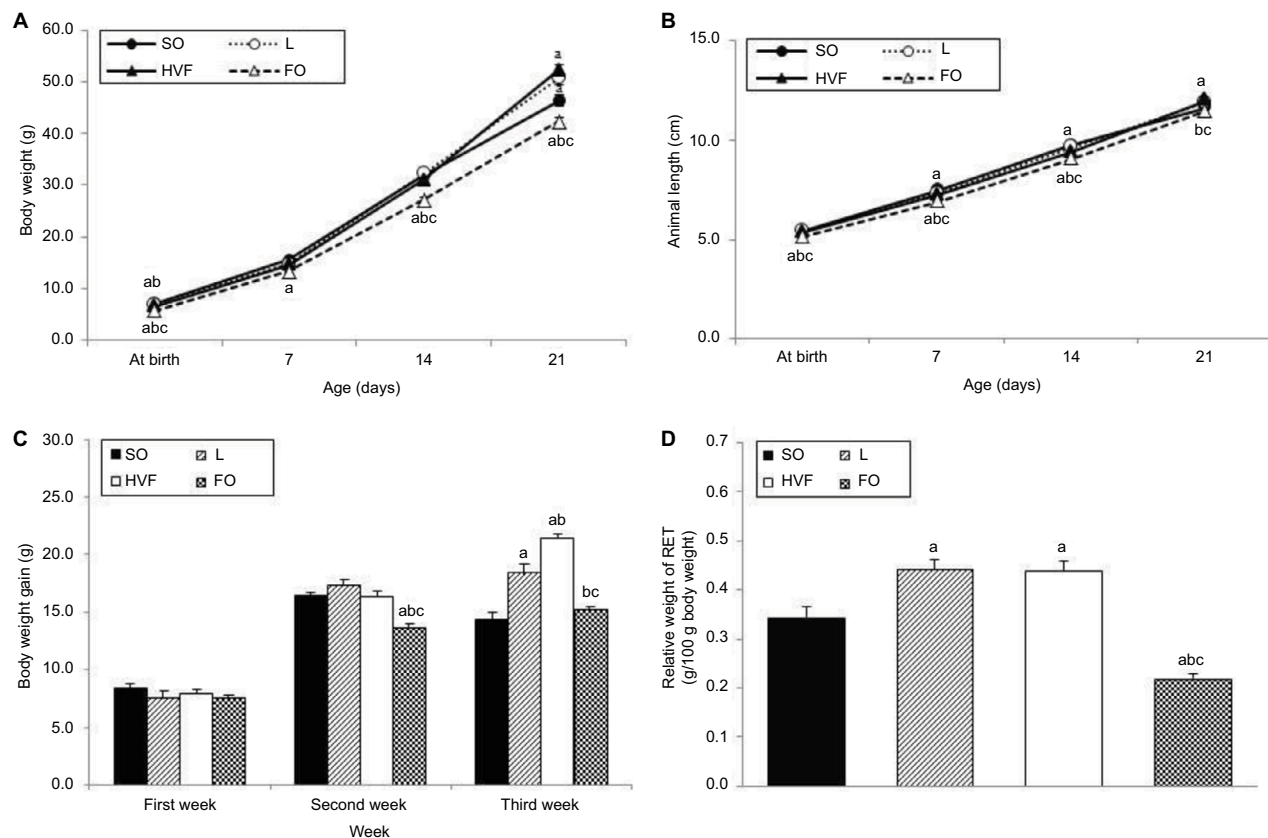 A
60.0
50.0
40.0
30.0
20.0
10.0
0.0
Body weight (g)
SO L
HVF FO
a
a
abc
abc
a
ab
abc
At birth 7 14 21
Age (days)
B
15.0
10.0
5.0
0.0
Animal length (cm)
SO L
HVF FO
a
bc
a
abc
a
abc
abc
At birth 7 14 21
Age (days)
C
30.0
25.0
20.0
15.0
10.0
5.0
0.0
Body weight gain (g)
SO L
HVF FO
abc
a
ab
bc
First week Second week Third week
Week
D
0.7
0.6
0.5
0.4
0.3
0.2
0.1
0.0
Relative weight of RET
(g/100 g body weight)
SO L
HVF FO
a
a
abc